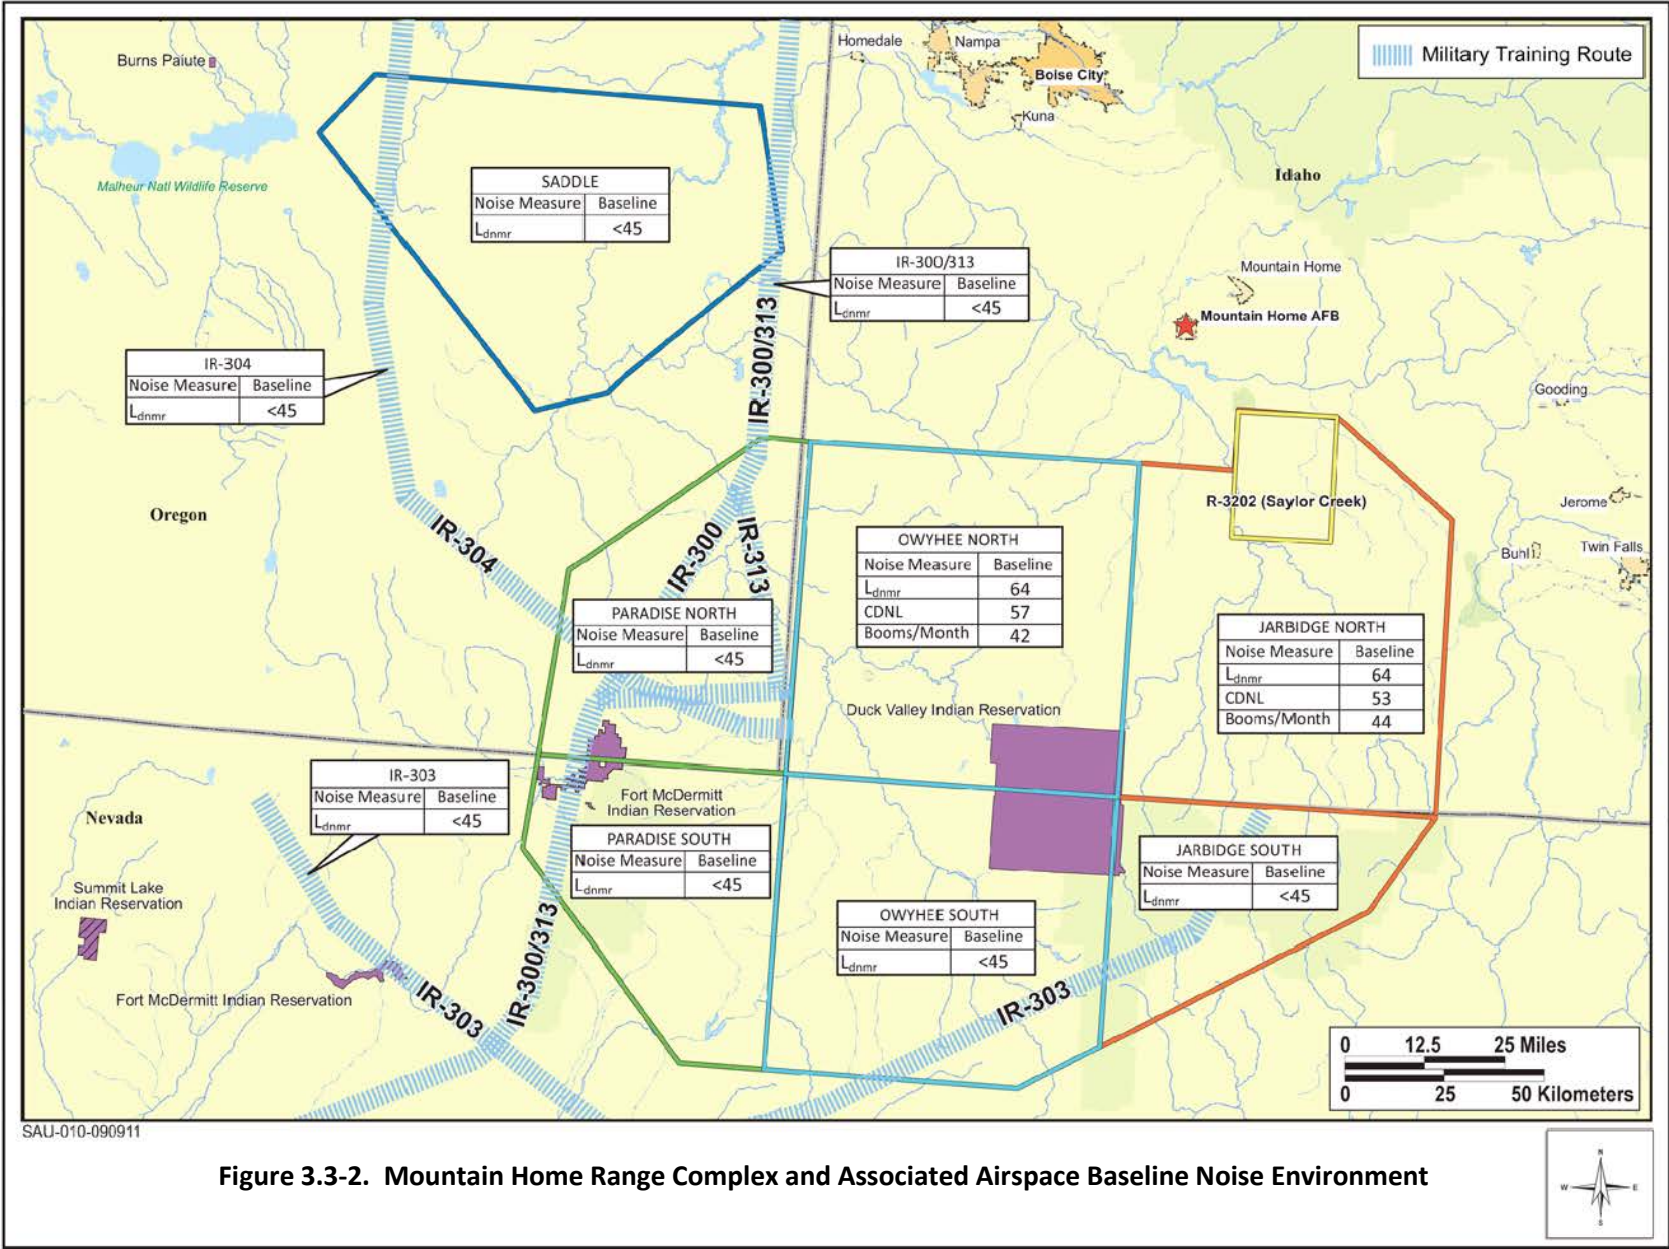 Military Training Route
Homedale
Nampa
Boise City
Kuna
Burns Paiute
Malheur Natl Wildlife Reserve
Idaho
SADDLE
Noise Measure Baseline
Ldnmr <45
IR-300/313
Noise Measure Baseline
Ldnmr <45
Mountain Home
Mountain Home AFB
IR-300/313
IR-304
Noise Measure Baseline
Ldnmr <45
Gooding
R-3202 (Saylor Creek)
Jerome
Oregon
IR-304
IR-300
IR-313
Buhl
Twin Falls
OWYHEE NORTH
Noise Measure Baseline
Ldnmr 64
CDNL 57
Booms/Month 42
PARADISE NORTH
Noise Measure Baseline
Ldnmr <45
JARBIDGE NORTH
Noise Measure Baseline
Ldnmr 64
CDNL 53
Booms/Month 44
Duck Valley Indian Reservation
IR-303
Noise Measure Baseline
Ldnmr <45
Nevada
Fort McDermitt
Indian Reservation
PARADISE SOUTH
Noise Measure Baseline
Ldnmr <45
JARBIDGE SOUTH
Noise Measure Baseline
Ldnmr <45
Summit Lake
Indian Reservation
OWYHEE SOUTH
Noise Measure Baseline
Ldnmr <45
IR-300/313
Fort McDermitt Indian Reservation
IR-303
IR-303
0 12.5 25 Miles
0 25 50 Kilometers
SAU-010-090911
Figure 3.3-2. Mountain Home Range Complex and Associated Airspace Baseline Noise Environment
N
W E
S